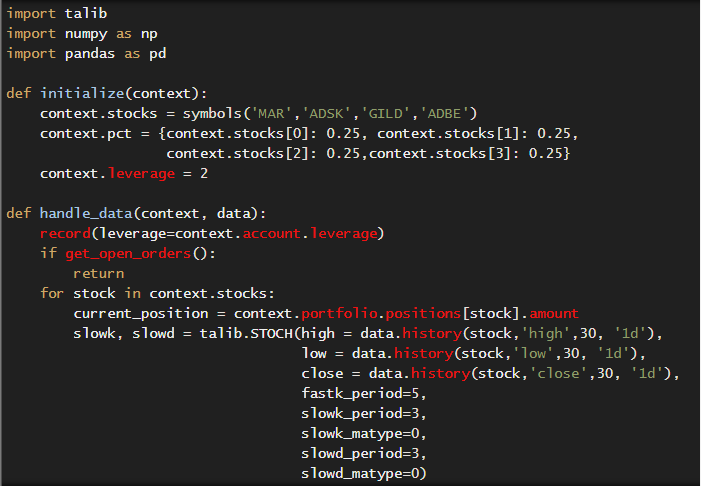 import talib
import numpy as np
import pandas as pd
def initialize(context):
    context.stocks = symbols('MAR','ADSK','GILD','ADBE')
    context.pct = {context.stocks[0]: 0.25, context.stocks[1]: 0.25,
                   context.stocks[2]: 0.25,context.stocks[3]: 0.25}
    context.leverage = 2
def handle_data(context, data):
    record(leverage=context.account.leverage)
    if get_open_orders():
        return
    for stock in context.stocks:
        current_position = context.portfolio.positions[stock].amount
        slowk, slowd = talib.STOCH(high = data.history(stock,'high',30, '1d'),
                                   low = data.history(stock,'low',30, '1d'),
                                   close = data.history(stock,'close',30, '1d'),
                                   fastk_period=5,
                                   slowk_period=3,
                                   slowk_matype=0,
                                   slowd_period=3,
                                   slowd_matype=0)